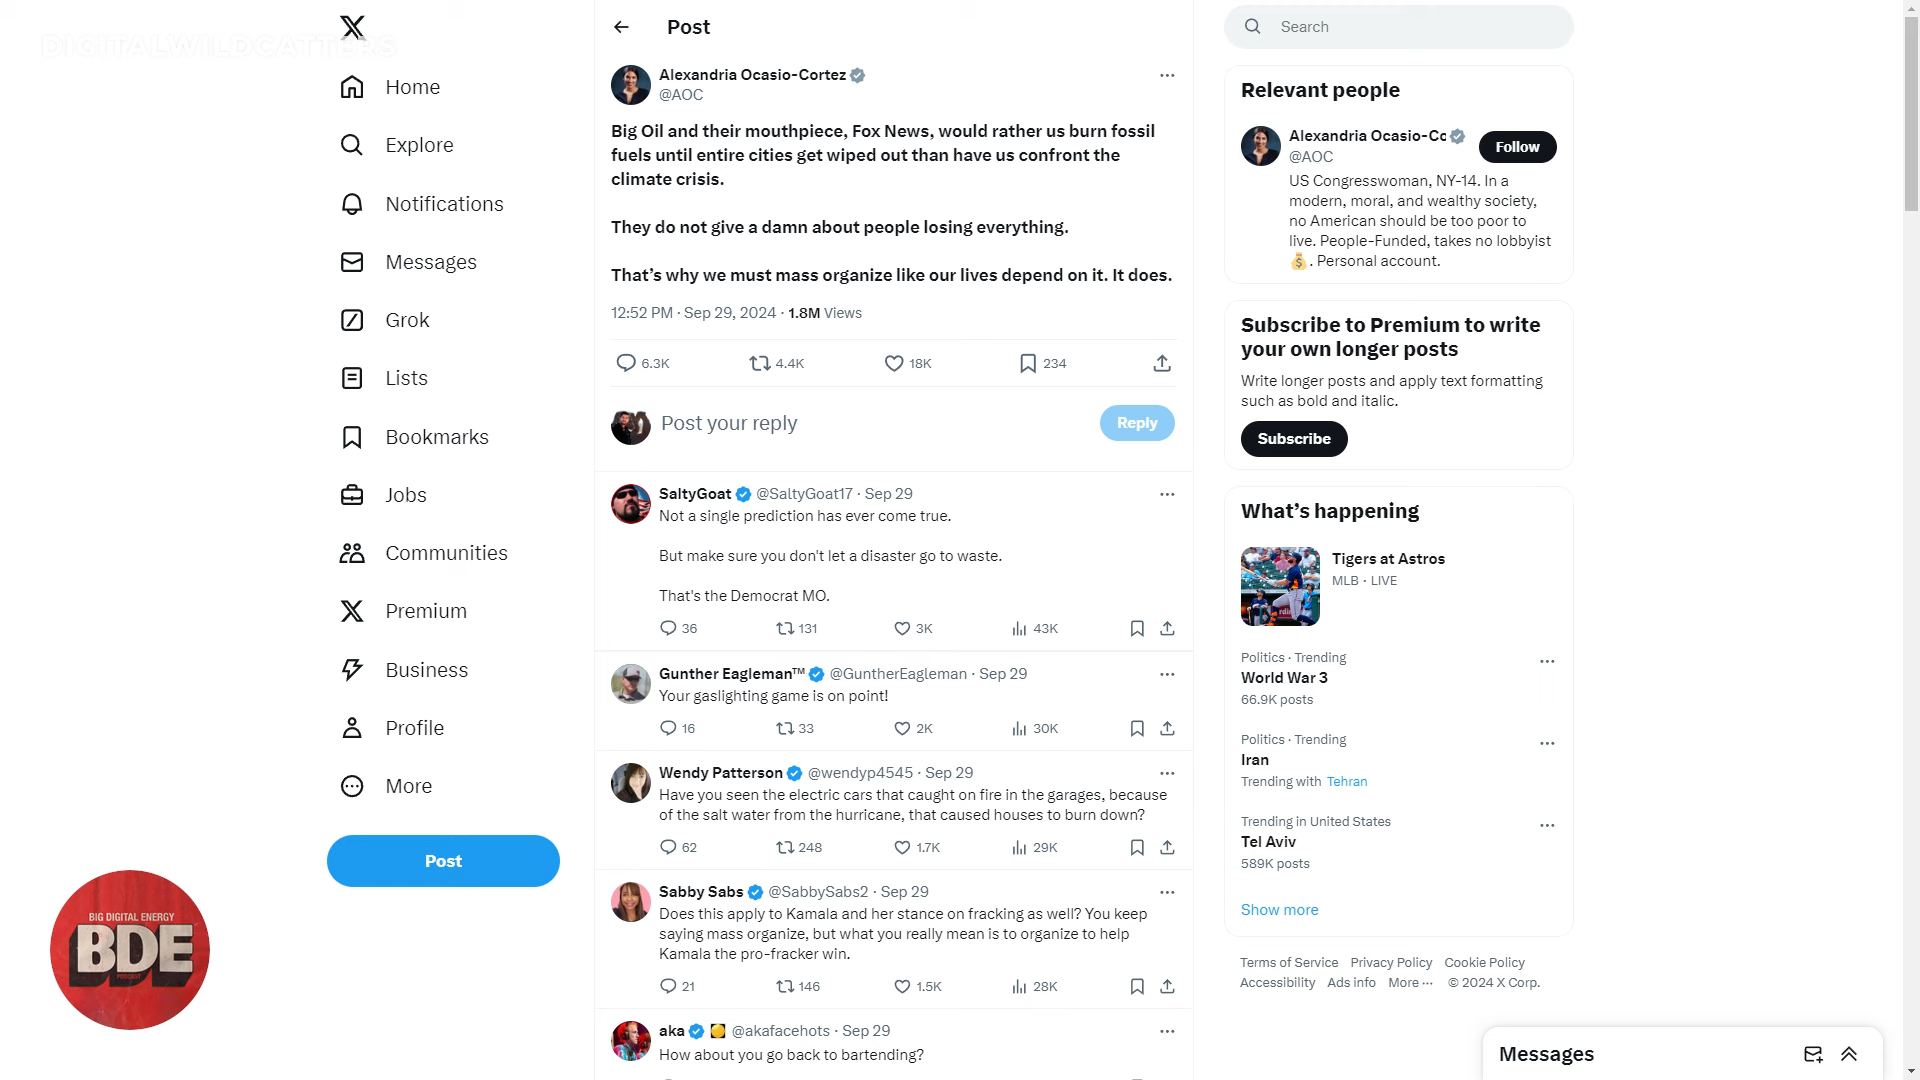 DIGITALWILDCATTERS
Home
Explore
Notifications
Messages
Grok
Lists
Bookmarks
Jobs
Communities
Premium
Business
Profile
More
Post
BIG DIGITAL ENERGY
BDE
PODCAST
Post
Alexandria Ocasio-Cortez
@AOC
Big Oil and their mouthpiece, Fox News, would rather us burn fossil
fuels until entire cities get wiped out than have us confront the
climate crisis.
They do not give a damn about people losing everything.
That’s why we must mass organize like our lives depend on it. It does.
12:52 PM · Sep 29, 2024 · 1.8M Views
6.3K 4.4K 18K 234
Post your reply
Reply
SaltyGoat @SaltyGoat17 · Sep 29
Not a single prediction has ever come true.
But make sure you don't let a disaster go to waste.
That's the Democrat MO.
36 131 3K 43K
Gunther Eagleman™ @GuntherEagleman · Sep 29
Your gaslighting game is on point!
16 33 2K 30K
Wendy Patterson @wendyp4545 · Sep 29
Have you seen the electric cars that caught on fire in the garages, because
of the salt water from the hurricane, that caused houses to burn down?
62 248 1.7K 29K
Sabby Sabs @SabbySabs2 · Sep 29
Does this apply to Kamala and her stance on fracking as well? You keep
saying mass organize, but what you really mean is to organize to help
Kamala the pro-fracker win.
21 146 1.5K 28K
aka @akafacehots · Sep 29
How about you go back to bartending?
Search
Relevant people
Alexandria Ocasio-Cc
@AOC
Follow
US Congresswoman, NY-14. In a
modern, moral, and wealthy society,
no American should be too poor to
live. People-Funded, takes no lobbyist
💰. Personal account.
Subscribe to Premium to write
your own longer posts
Write longer posts and apply text formatting
such as bold and italic.
Subscribe
What’s happening
Tigers at Astros
MLB · LIVE
Politics · Trending
World War 3
66.9K posts
Politics · Trending
Iran
Trending with Tehran
Trending in United States
Tel Aviv
589K posts
Show more
Terms of Service Privacy Policy Cookie Policy
Accessibility Ads info More ··· © 2024 X Corp.
Messages